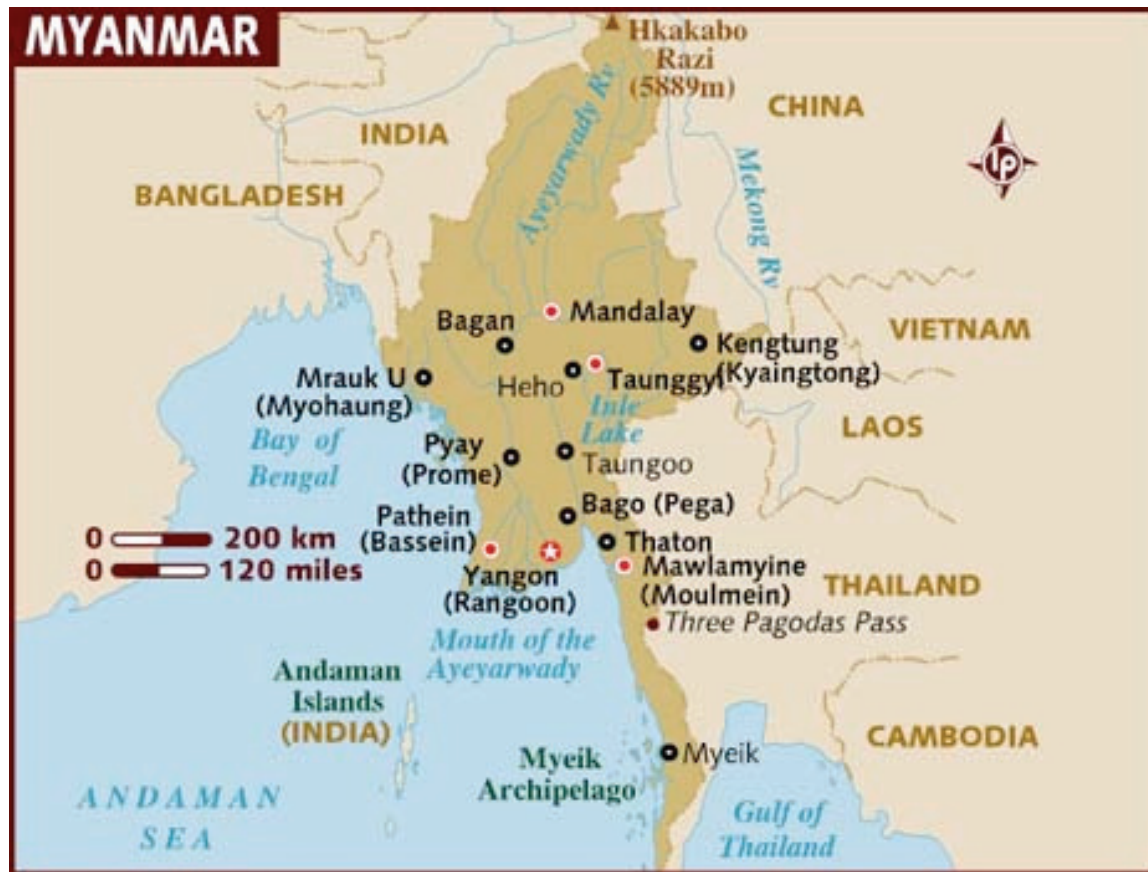 MYANMAR
Hkakabo
Razi
(5889m)
CHINA
INDIA
Ayeyarwady Rv
lp
Mekong Rv
BANGLADESH
Mandalay
Bagan
VIETNAM
Kengtung
(Kyaingtong)
Mrauk U
(Myohaung)
Heho
Taunggyi
Inle
Lake
LAOS
Bay of
Bengal
Pyay
(Prome)
Taungoo
Bago (Pega)
Pathein
(Bassein)
0 200 km
0 120 miles
Thaton
Yangon
(Rangoon)
Mawlamyine
(Moulmein)
THAILAND
Three Pagodas Pass
Mouth of the
Ayeyarwady
Andaman
Islands
(INDIA)
CAMBODIA
Myeik
Myeik
Archipelago
ANDAMAN
SEA
Gulf of
Thailand